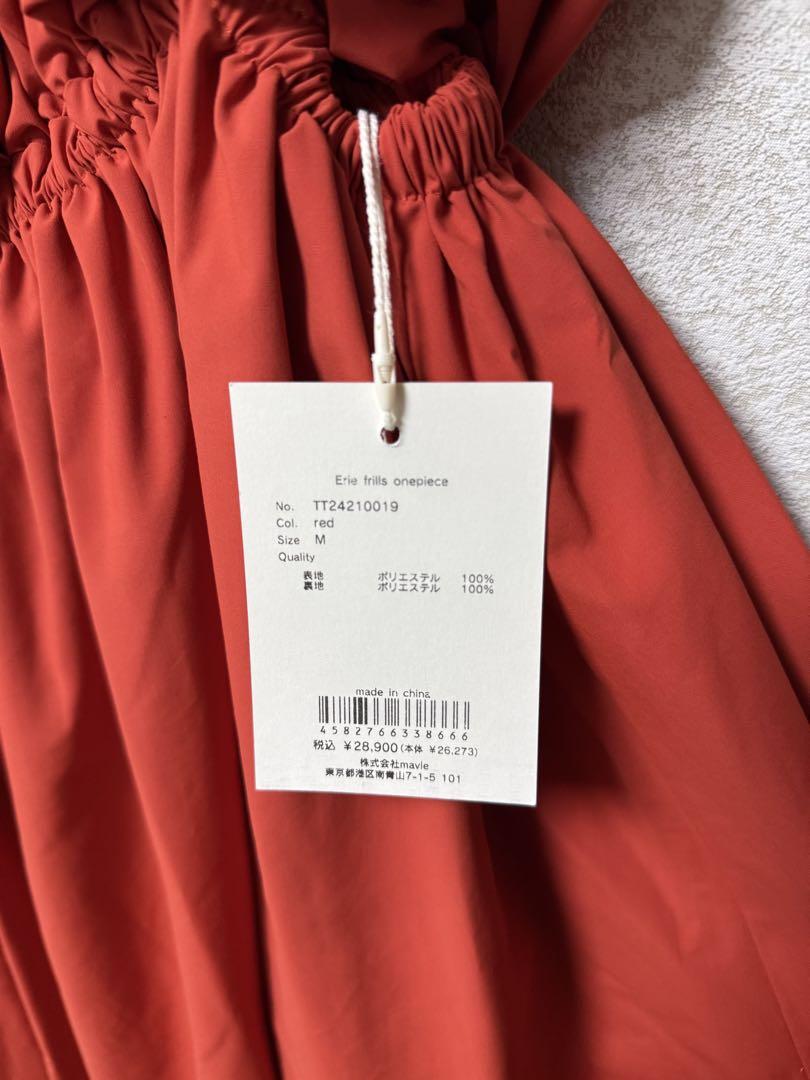 Erie frills onepiece
No. TT24210019
Col. red
Size M
Quality
表地 ポリエステル 100%
裏地 ポリエステル 100%
made in china
4582766338666
税込 ¥28,900(本体 ¥26,273)
株式会社mavie
東京都港区南青山7-1-5 101